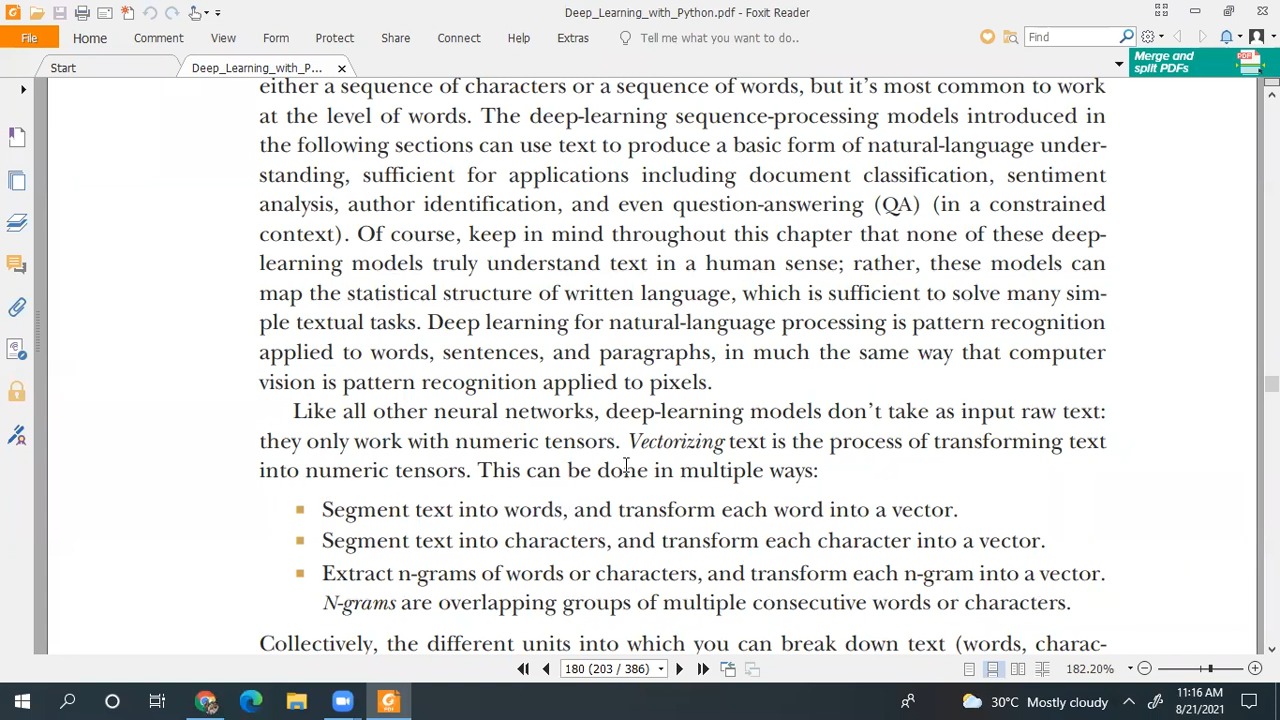 Deep_Learning_with_Python.pdf - Foxit Reader
File Home Comment View Form Protect Share Connect Help Extras Tell me what you want to do.. Find
Start Deep_Learning_with_P... Merge and
split PDFs
either a sequence of characters or a sequence of words, but it's most common to work
at the level of words. The deep-learning sequence-processing models introduced in
the following sections can use text to produce a basic form of natural-language under-
standing, sufficient for applications including document classification, sentiment
analysis, author identification, and even question-answering (QA) (in a constrained
context). Of course, keep in mind throughout this chapter that none of these deep-
learning models truly understand text in a human sense; rather, these models can
map the statistical structure of written language, which is sufficient to solve many sim-
ple textual tasks. Deep learning for natural-language processing is pattern recognition
applied to words, sentences, and paragraphs, in much the same way that computer
vision is pattern recognition applied to pixels.
Like all other neural networks, deep-learning models don't take as input raw text:
they only work with numeric tensors. Vectorizing text is the process of transforming text
into numeric tensors. This can be done in multiple ways:
Segment text into words, and transform each word into a vector.
Segment text into characters, and transform each character into a vector.
Extract n-grams of words or characters, and transform each n-gram into a vector.
N-grams are overlapping groups of multiple consecutive words or characters.
Collectively, the different units into which you can break down text (words, charac-
180 (203 / 386) 182.20%
30°C Mostly cloudy
11:16 AM
8/21/2021